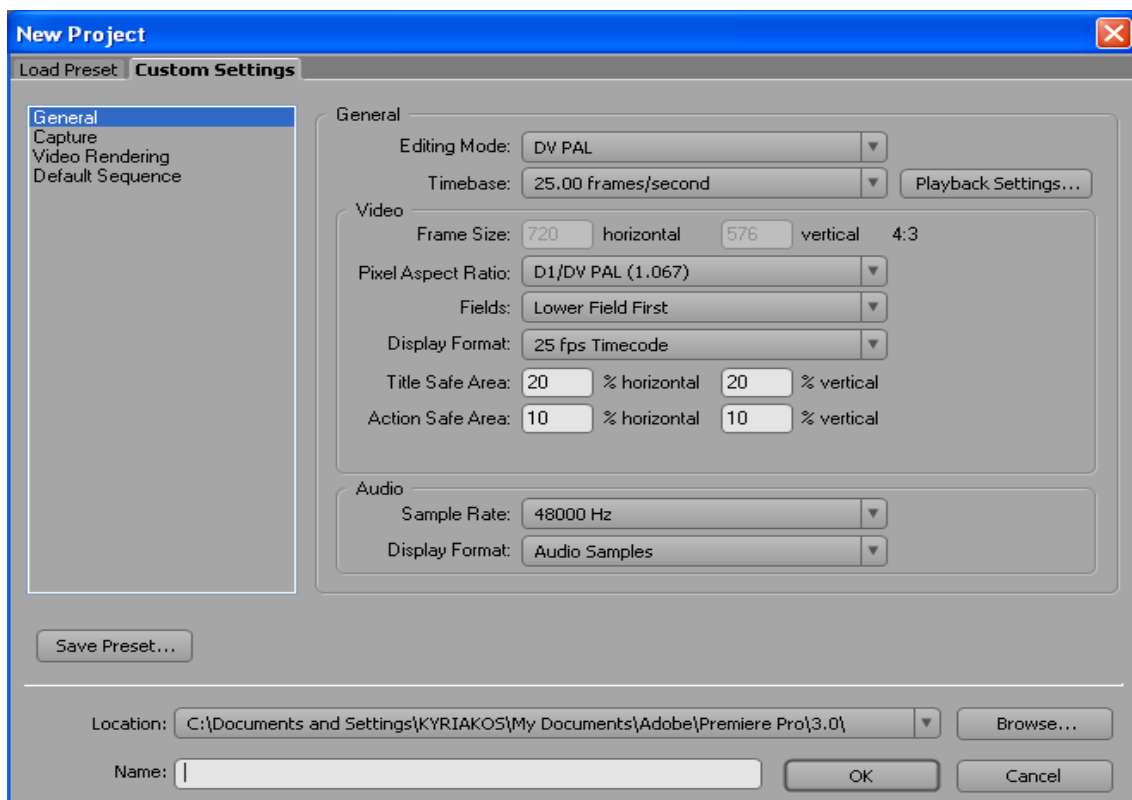 New Project
Load Preset Custom Settings
General
Capture
Video Rendering
Default Sequence
General
Editing Mode: DV PAL
Timebase: 25.00 frames/second Playback Settings...
Video
Frame Size: 720 horizontal 576 vertical 4:3
Pixel Aspect Ratio: D1/DV PAL (1.067)
Fields: Lower Field First
Display Format: 25 fps Timecode
Title Safe Area: 20 % horizontal 20 % vertical
Action Safe Area: 10 % horizontal 10 % vertical
Audio
Sample Rate: 48000 Hz
Display Format: Audio Samples
Save Preset...
Location: C:\Documents and Settings\KYRIAKOS\My Documents\Adobe\Premiere Pro\3.0\ Browse...
Name: OK Cancel